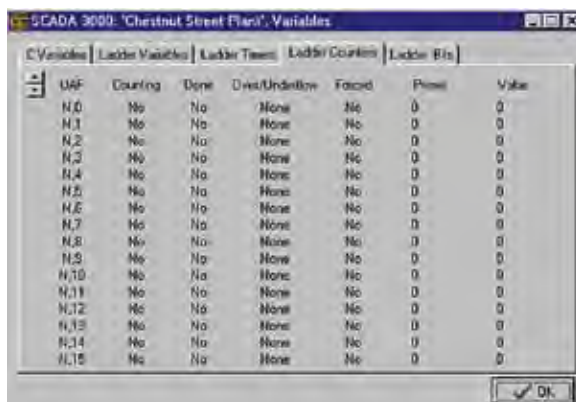 SCADA 3000: 'Chestnut Street Plant', Variables
C Variables Ladder Variables Ladder Timers Ladder Counters Ladder Bits
UAF Counting Done Over/Underflow Forced Preset Value
N,0 No No None No 0 0
N,1 No No None No 0 0
N,2 No No None No 0 0
N,3 No No None No 0 0
N,4 No No None No 0 0
N,5 No No None No 0 0
N,6 No No None No 0 0
N,7 No No None No 0 0
N,8 No No None No 0 0
N,9 No No None No 0 0
N,10 No No None No 0 0
N,11 No No None No 0 0
N,12 No No None No 0 0
N,13 No No None No 0 0
N,14 No No None No 0 0
N,15 No No None No 0 0
OK